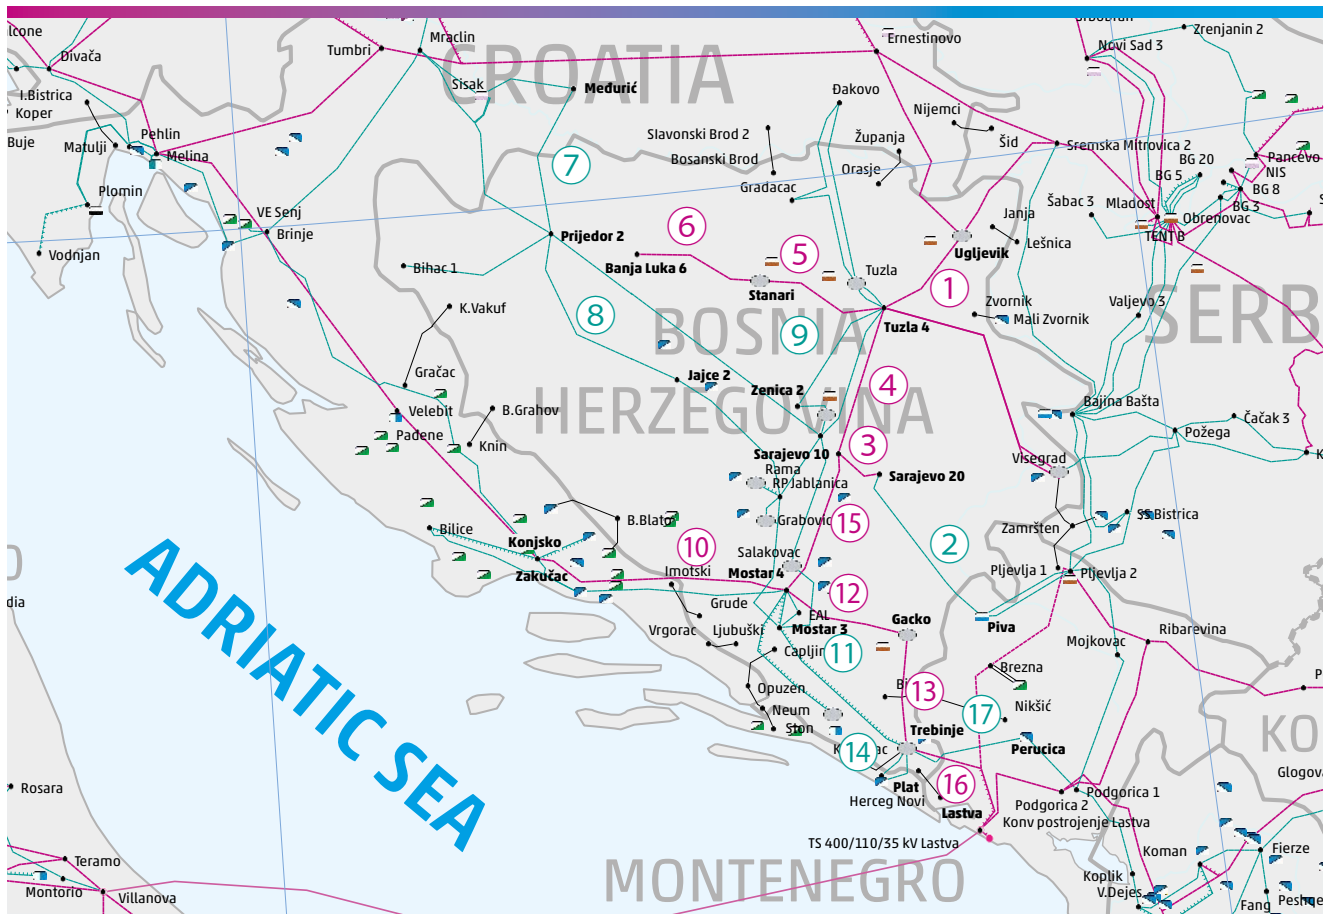 CROATIA
BOSNIA
HERZEGOVINA
MONTENEGRO
ADRIATIC SEA
Divača
Tumbri
Mraclin
Ernestinovo
Novi Sad 3
Zrenjanin 2
I.Bistrica
Koper
Buje
Matulji
Pehlin
Melina
Plomin
Vodnjan
Sisak
Međurić
Đakovo
Nijemci
Slavonski Brod 2
Županja
Šid
Sremska Mitrovica 2
Bosanski Brod
Orasje
Gradacac
BG 20
BG 5
Pancevo
NIS
BG 8
BG 3
Mladost
Obrenovac
TENT B
Šabac 3
Janja
Lešnica
VE Senj
Brinje
7
Prijedor 2
6
Banja Luka 6
5
Stanari
Tuzla
Ugljevik
1
Bihac 1
K.Vakuf
8
9
Tuzla 4
Zvornik
Mali Zvornik
Valjevo 3
Gračac
Velebit
Padene
B.Grahov
Knin
Jajce 2
Zenica 2
4
3
Bajina Bašta
Čačak 3
Požega
Sarajevo 10
Sarajevo 20
Rama
RP Jablanica
Visegrad
Bilice
B.Blato
Grabovic
15
2
Zamršten
SS Bistrica
Konjsko
Zakučac
10
Salakovac
Mostar 4
Imotski
12
Pljevlja 1
Pljevlja 2
Grude
EAL
Mostar 3
Gacko
Piva
Vrgorac
Ljubuški
11
Mojkovac
Ribarevina
Capljin
Opuzen
Neum
Ston
13
17
Brezna
Nikšić
Trebinje
Perucica
14
Plat
Herceg Novi
16
Lastva
Podgorica 2
Podgorica 1
Konv postrojenje Lastva
TS 400/110/35 kV Lastva
Rosara
Teramo
Montorio
Villanova
Koman
Fierze
Koplik
V.Dejes
Fang